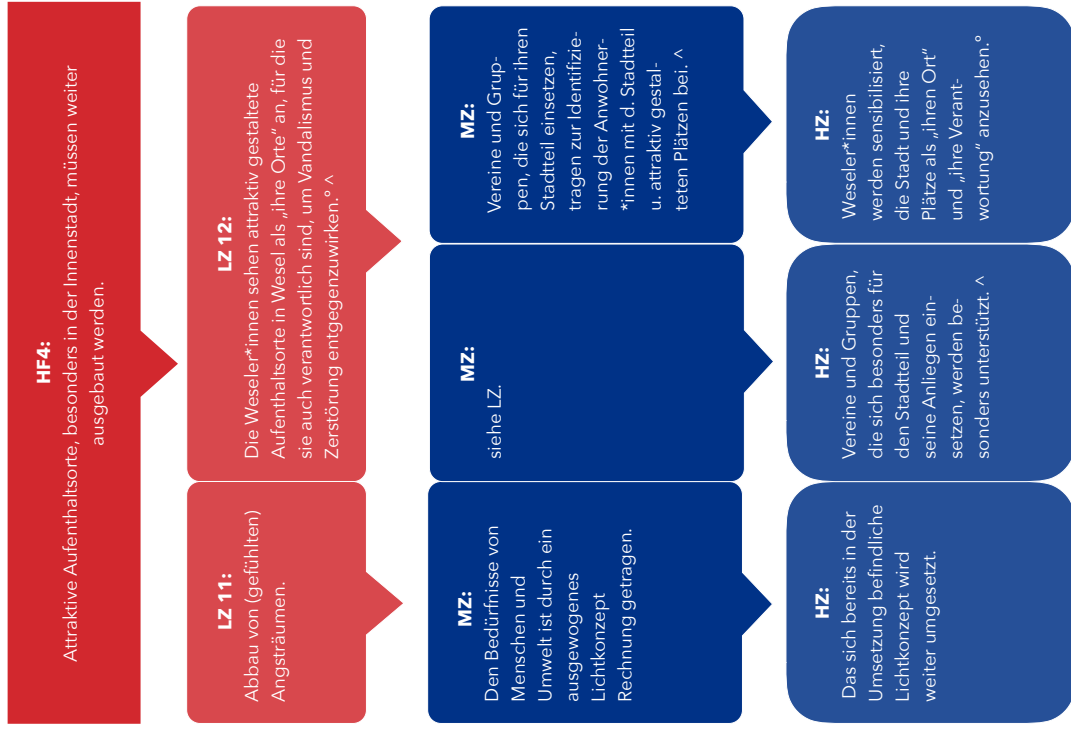 HF4:
Attraktive Aufenthaltsorte, besonders in der Innenstadt, müssen weiter
ausgebaut werden.
LZ 11:
Abbau von (gefühlten)
Angsträumen.
LZ 12:
Die Weseler*innen sehen attraktiv gestaltete
Aufenthaltsorte in Wesel als „ihre Orte“ an, für die
sie auch verantwortlich sind, um Vandalismus und
Zerstörung entgegenzuwirken.° ^
MZ:
Den Bedürfnisse von
Menschen und
Umwelt ist durch ein
ausgewogenes
Lichtkonzept
Rechnung getragen.
MZ:
siehe LZ.
MZ:
Vereine und Grup-
pen, die sich für ihren
Stadtteil einsetzen,
tragen zur Identifizie-
rung der Anwohner-
*innen mit d. Stadtteil
u. attraktiv gestal-
teten Plätzen bei. ^
HZ:
Das sich bereits in der
Umsetzung befindliche
Lichtkonzept wird
weiter umgesetzt.
HZ:
Vereine und Gruppen,
die sich besonders für
den Stadtteil und
seine Anliegen ein-
setzen, werden be-
sonders unterstützt. ^
HZ:
Weseler*innen
werden sensibilisiert,
die Stadt und ihre
Plätze als „ihren Ort“
und „ihre Verant-
wortung“ anzusehen.°